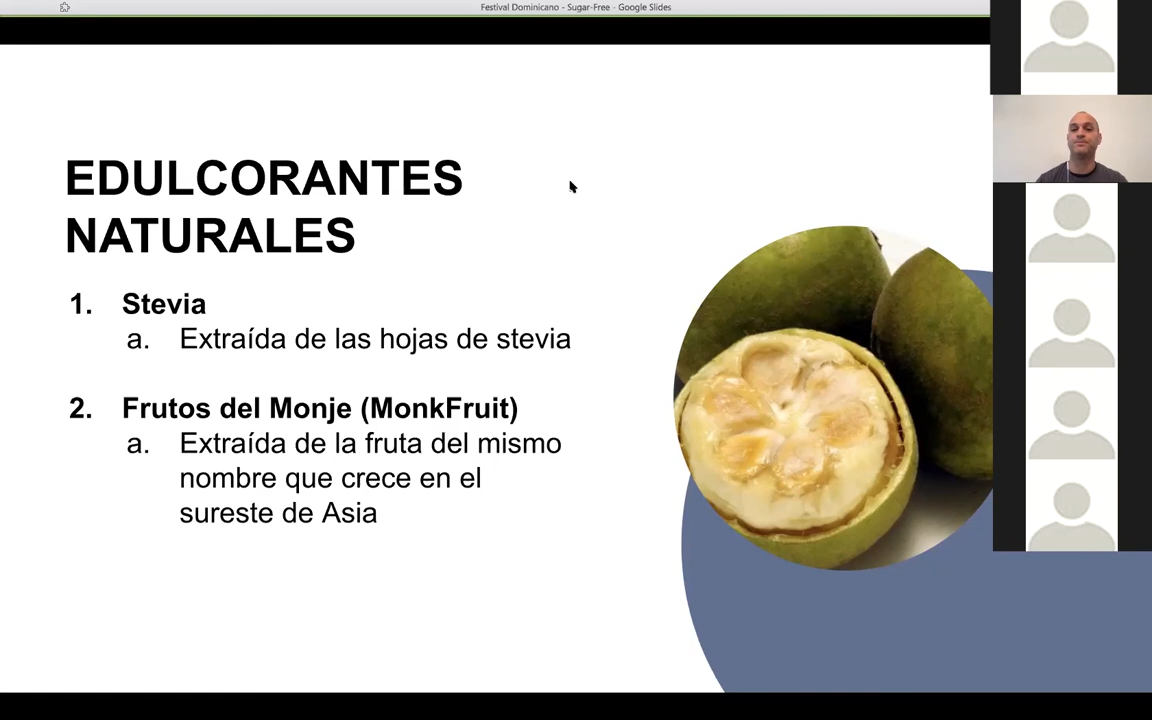 Festival Dominicano - Sugar-Free - Google Slides
EDULCORANTES
NATURALES
1. Stevia
a. Extraída de las hojas de stevia
2. Frutos del Monje (MonkFruit)
a. Extraída de la fruta del mismo
nombre que crece en el
sureste de Asia